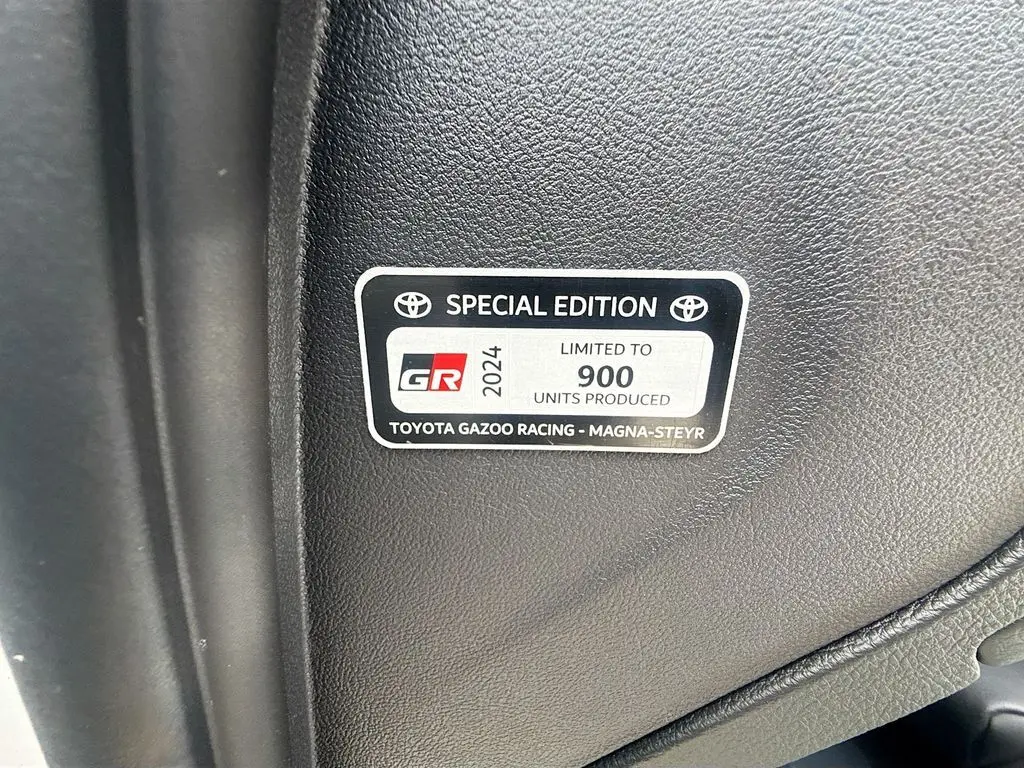 SPECIAL EDITION
GR
2024
LIMITED TO
900
UNITS PRODUCED
TOYOTA GAZOO RACING - MAGNA-STEYR